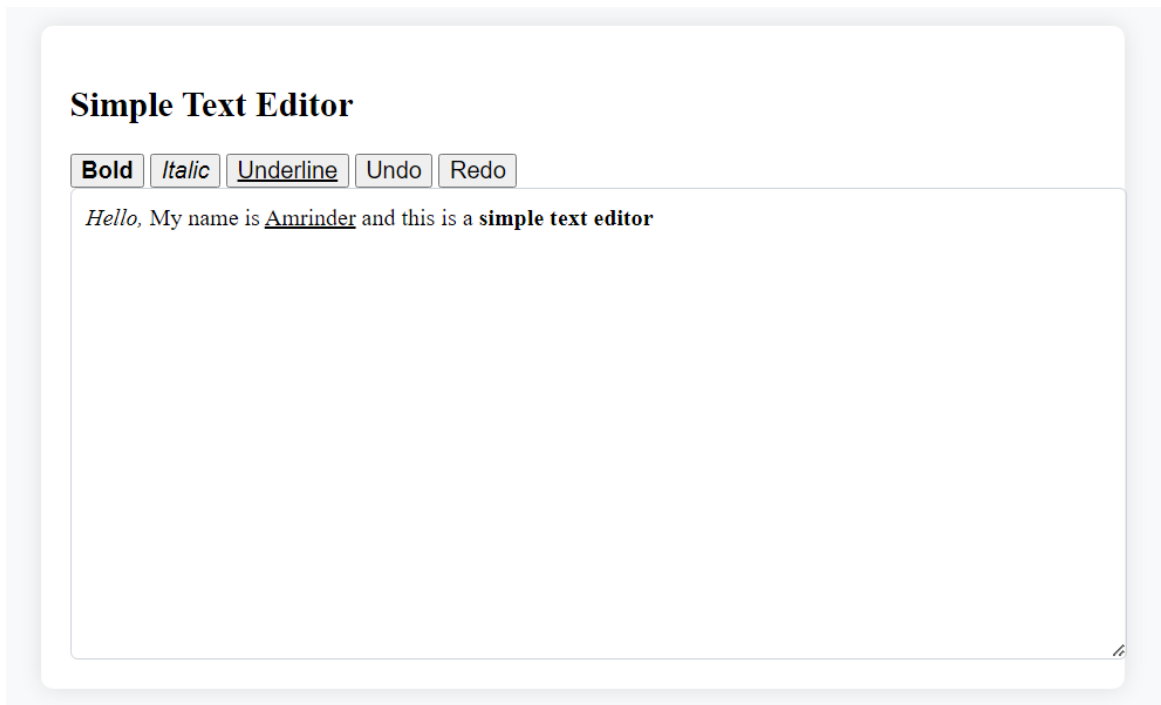 Simple Text Editor
Bold Italic Underline Undo Redo
Hello, My name is Amrinder and this is a simple text editor